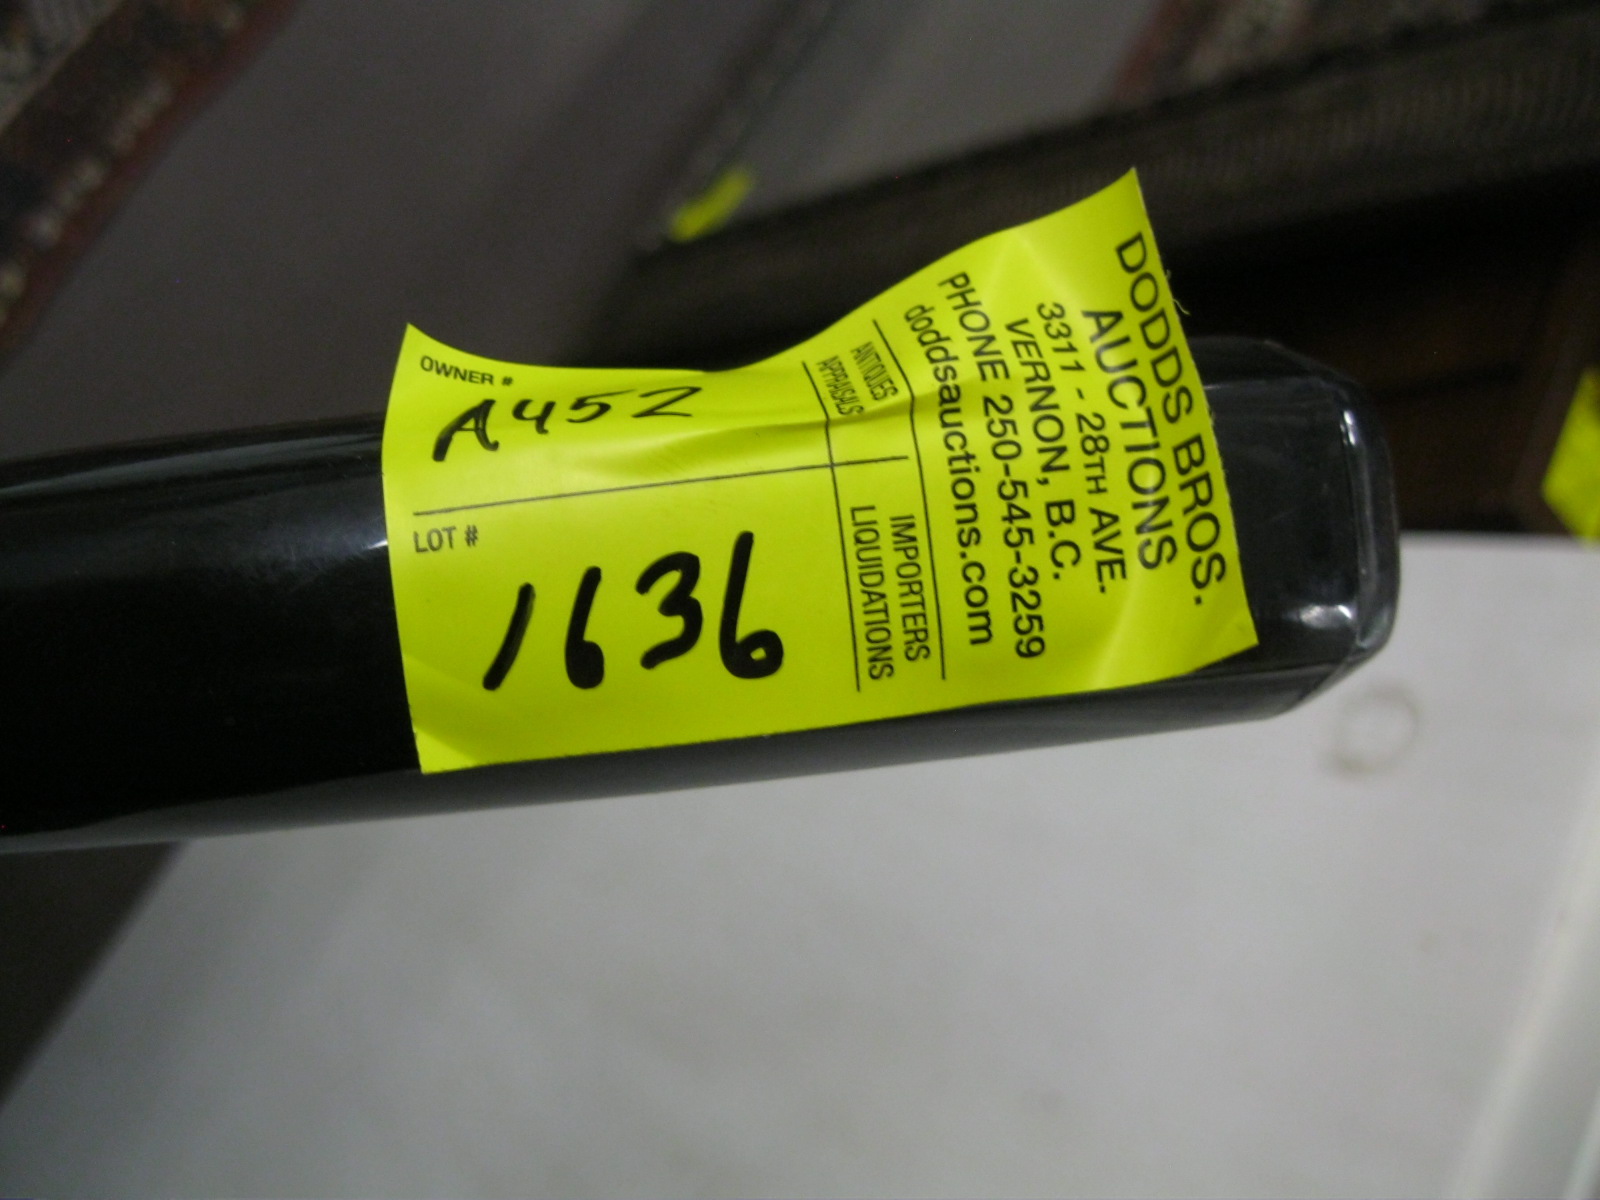 DODDS BROS.
AUCTIONS
3311 - 28TH AVE.
VERNON, B.C.
PHONE 250-545-3259
doddsauctions.com
ANTIQUES
APPRAISALS
IMPORTERS
LIQUIDATIONS
OWNER #
A452
LOT #
1636